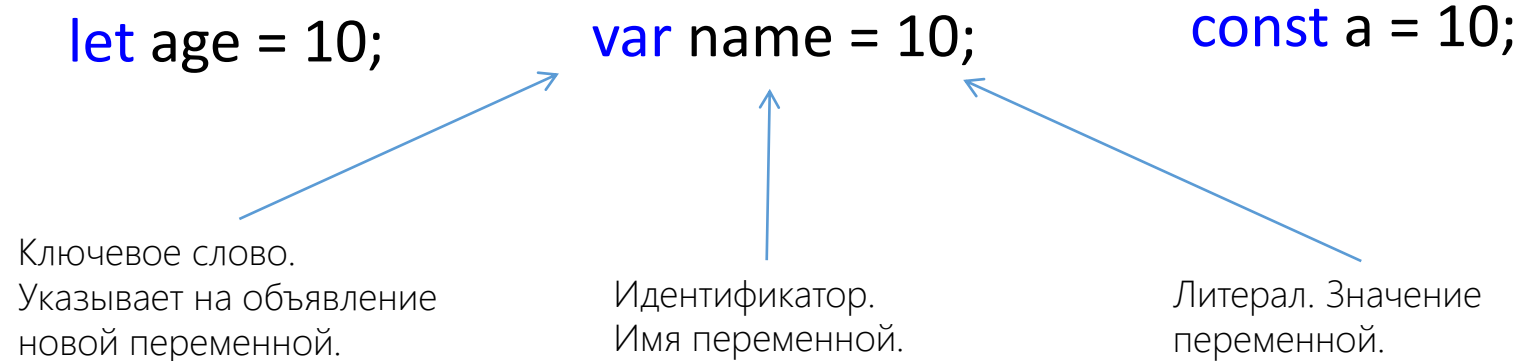 let age = 10;
var name = 10;
const a = 10;
Ключевое слово.
Указывает на объявление
новой переменной.
Идентификатор.
Имя переменной.
Литерал. Значение
переменной.